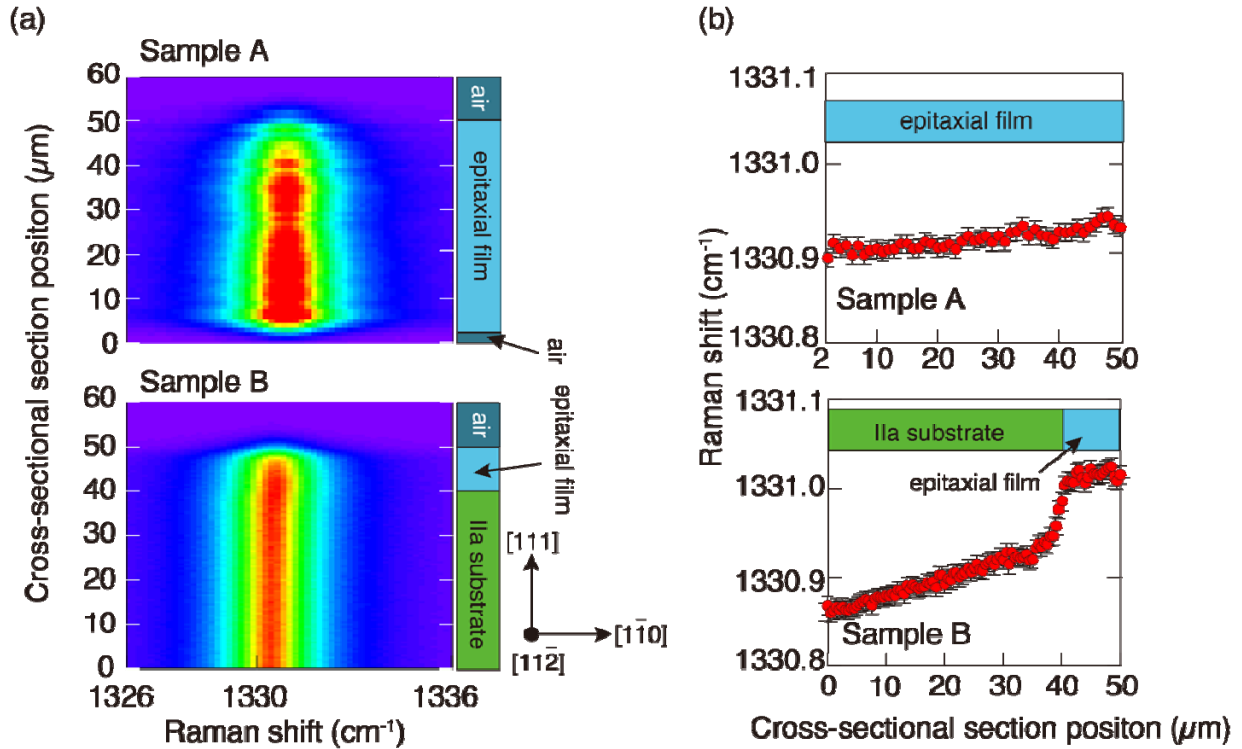 (a)
Sample A
60
50
40
30
20
10
0
air
epitaxial film
air
Sample B
60
50
40
30
20
10
0
air
epitaxial film
IIa substrate
[111]
[11̄0]
[112̄]
1326
1330
1336
Raman shift (cm⁻¹)
Cross-sectional section positon (μm)
(b)
1331.1
1331.0
1330.9
1330.8
epitaxial film
Sample A
2
10
20
30
40
50
Raman shift (cm⁻¹)
1331.1
1331.0
1330.9
1330.8
IIa substrate
epitaxial film
Sample B
0
10
20
30
40
50
Cross-sectional section positon (μm)